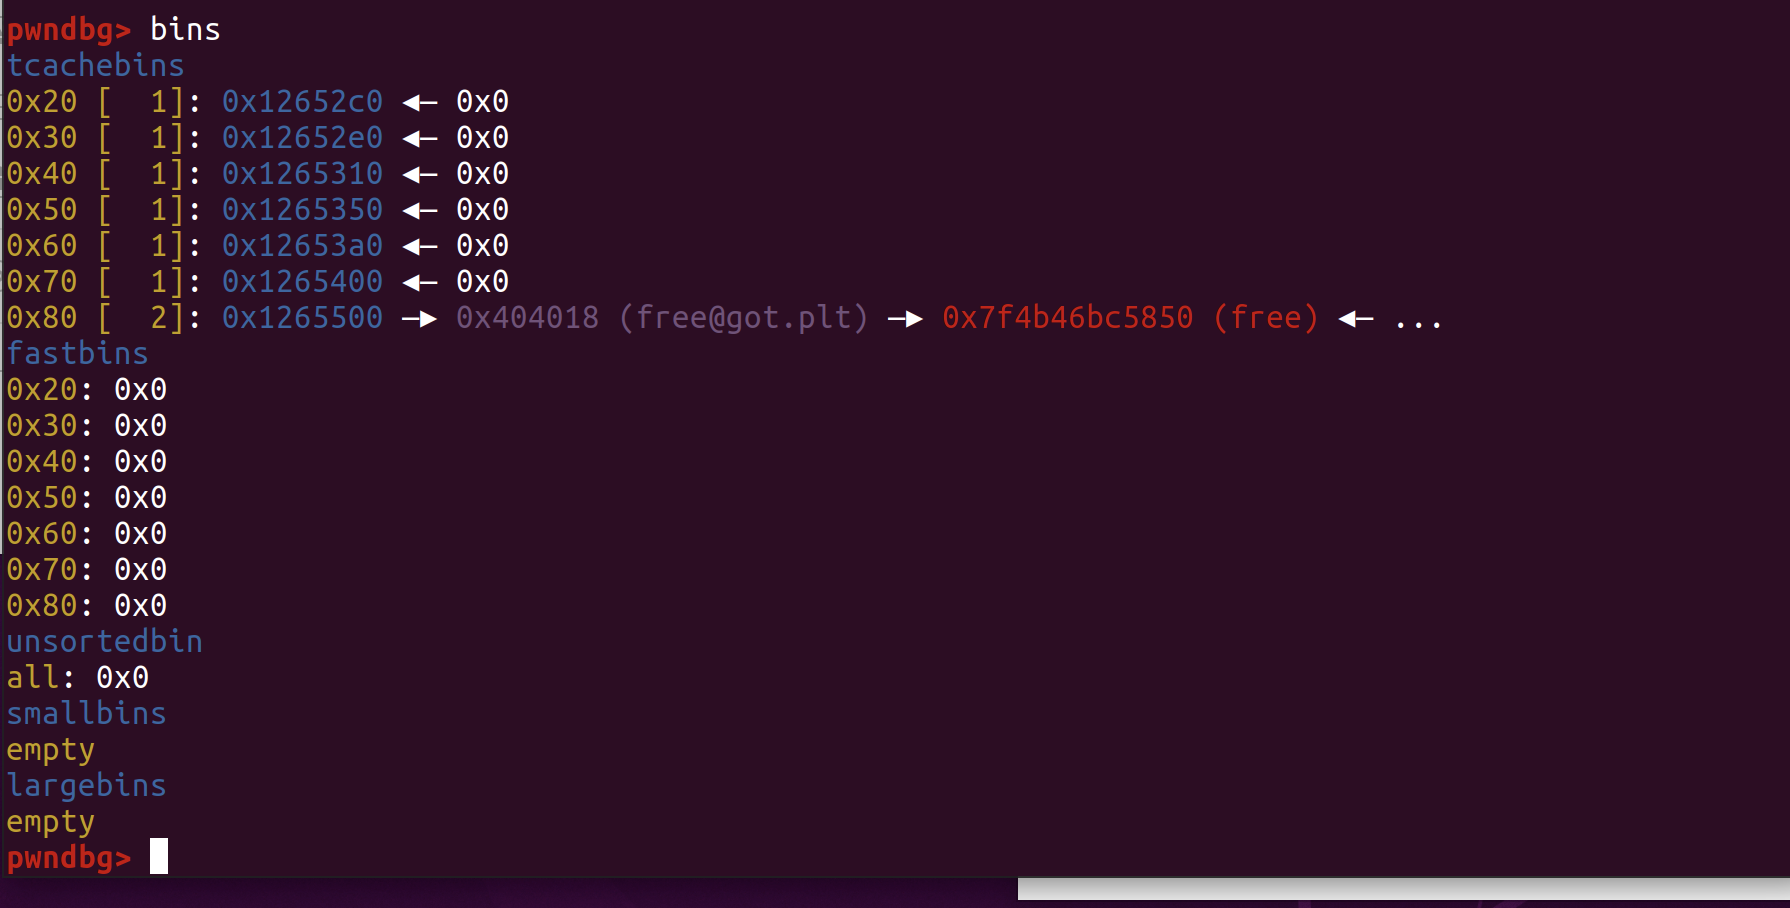 pwndbg> bins
tcachebins
0x20 [  1]: 0x12652c0 ◂— 0x0
0x30 [  1]: 0x12652e0 ◂— 0x0
0x40 [  1]: 0x1265310 ◂— 0x0
0x50 [  1]: 0x1265350 ◂— 0x0
0x60 [  1]: 0x12653a0 ◂— 0x0
0x70 [  1]: 0x1265400 ◂— 0x0
0x80 [  2]: 0x1265500 —▸ 0x404018 (free@got.plt) —▸ 0x7f4b46bc5850 (free) ◂— ...
fastbins
0x20: 0x0
0x30: 0x0
0x40: 0x0
0x50: 0x0
0x60: 0x0
0x70: 0x0
0x80: 0x0
unsortedbin
all: 0x0
smallbins
empty
largebins
empty
pwndbg>